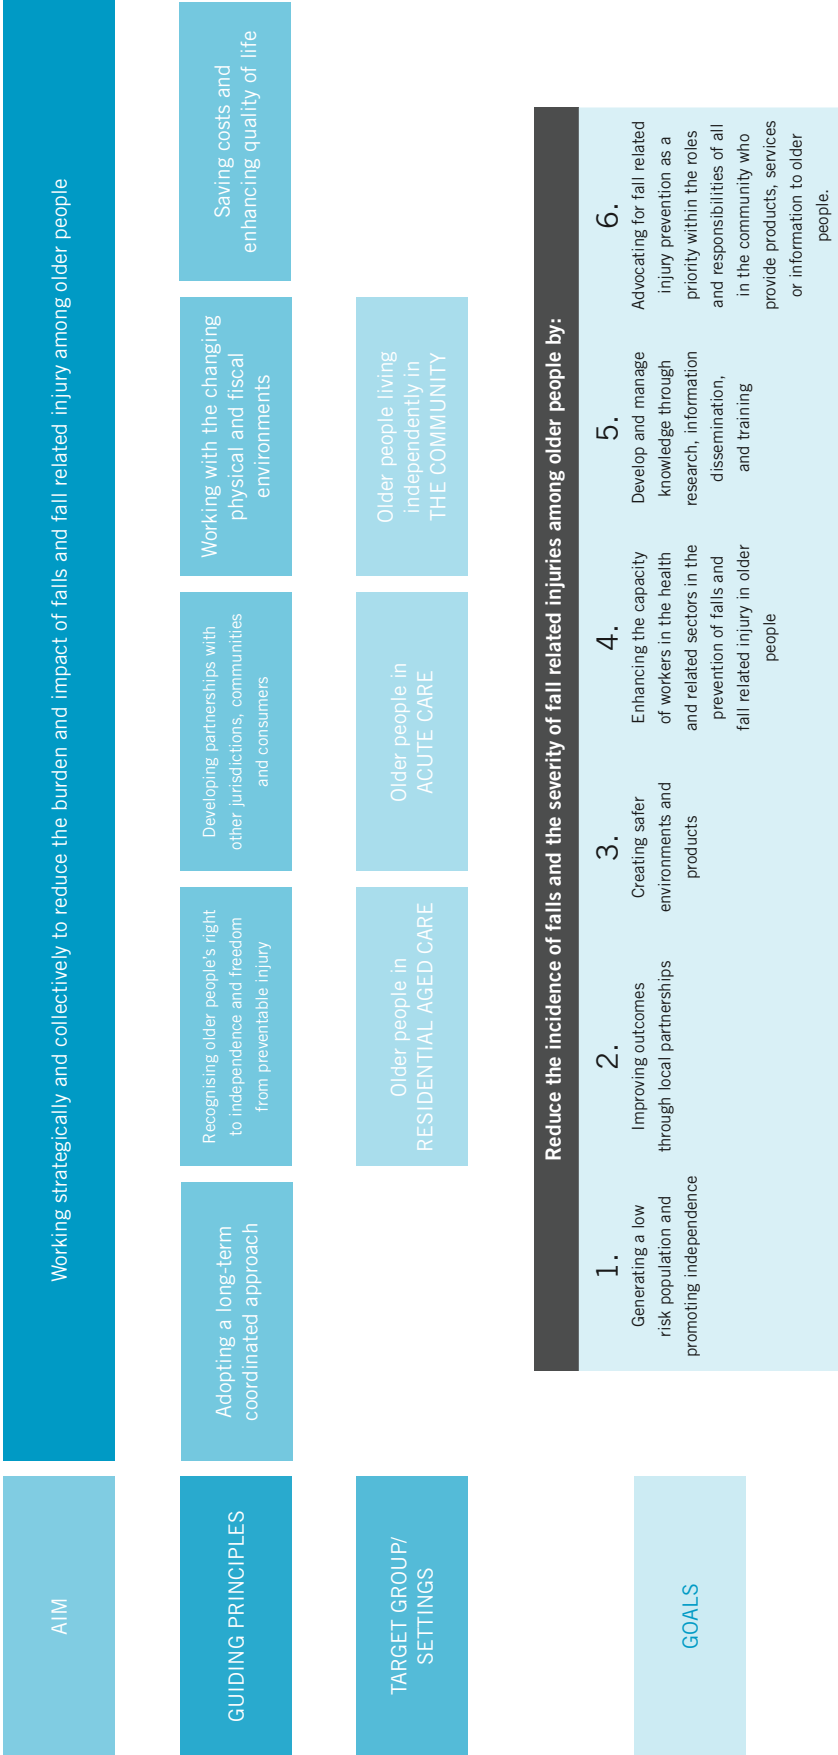 AIM
Working strategically and collectively to reduce the burden and impact of falls and fall related injury among older people
GUIDING PRINCIPLES
Adopting a long-term
coordinated approach
Recognising older people's right
to independence and freedom
from preventable injury
Developing partnerships with
other jurisdictions, communities
and consumers
Working with the changing
physical and fiscal
environments
Saving costs and
enhancing quality of life
TARGET GROUP/
SETTINGS
Older people in
RESIDENTIAL AGED CARE
Older people in
ACUTE CARE
Older people living
independently in
THE COMMUNITY
GOALS
Reduce the incidence of falls and the severity of fall related injuries among older people by:
1.
Generating a low
risk population and
promoting independence
2.
Improving outcomes
through local partnerships
3.
Creating safer
environments and
products
4.
Enhancing the capacity
of workers in the health
and related sectors in the
prevention of falls and
fall related injury in older
people
5.
Develop and manage
knowledge through
research, information
dissemination,
and training
6.
Advocating for fall related
injury prevention as a
priority within the roles
and responsibilities of all
in the community who
provide products, services
or information to older
people.